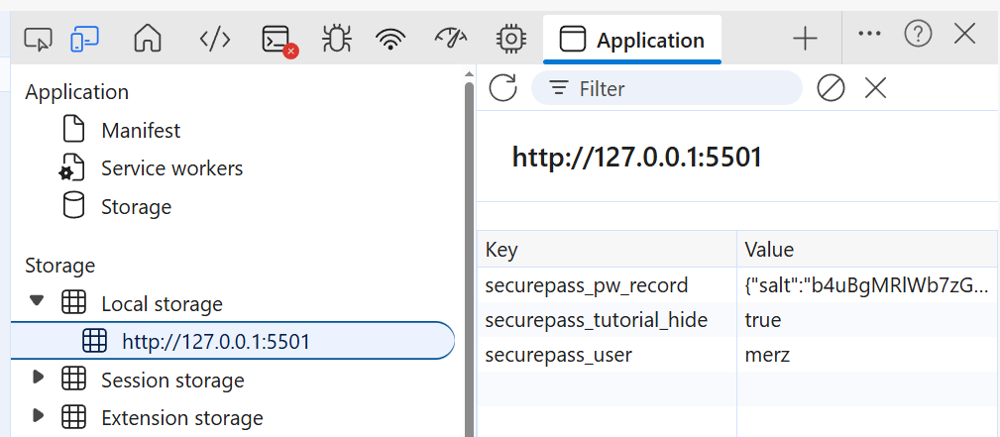 Application
Application
Manifest
Service workers
Storage
Storage
Local storage
http://127.0.0.1:5501
Session storage
Extension storage
Filter
http://127.0.0.1:5501
Key Value
securepass_pw_record {"salt":"b4uBgMRlWb7zG...
securepass_tutorial_hide true
securepass_user merz